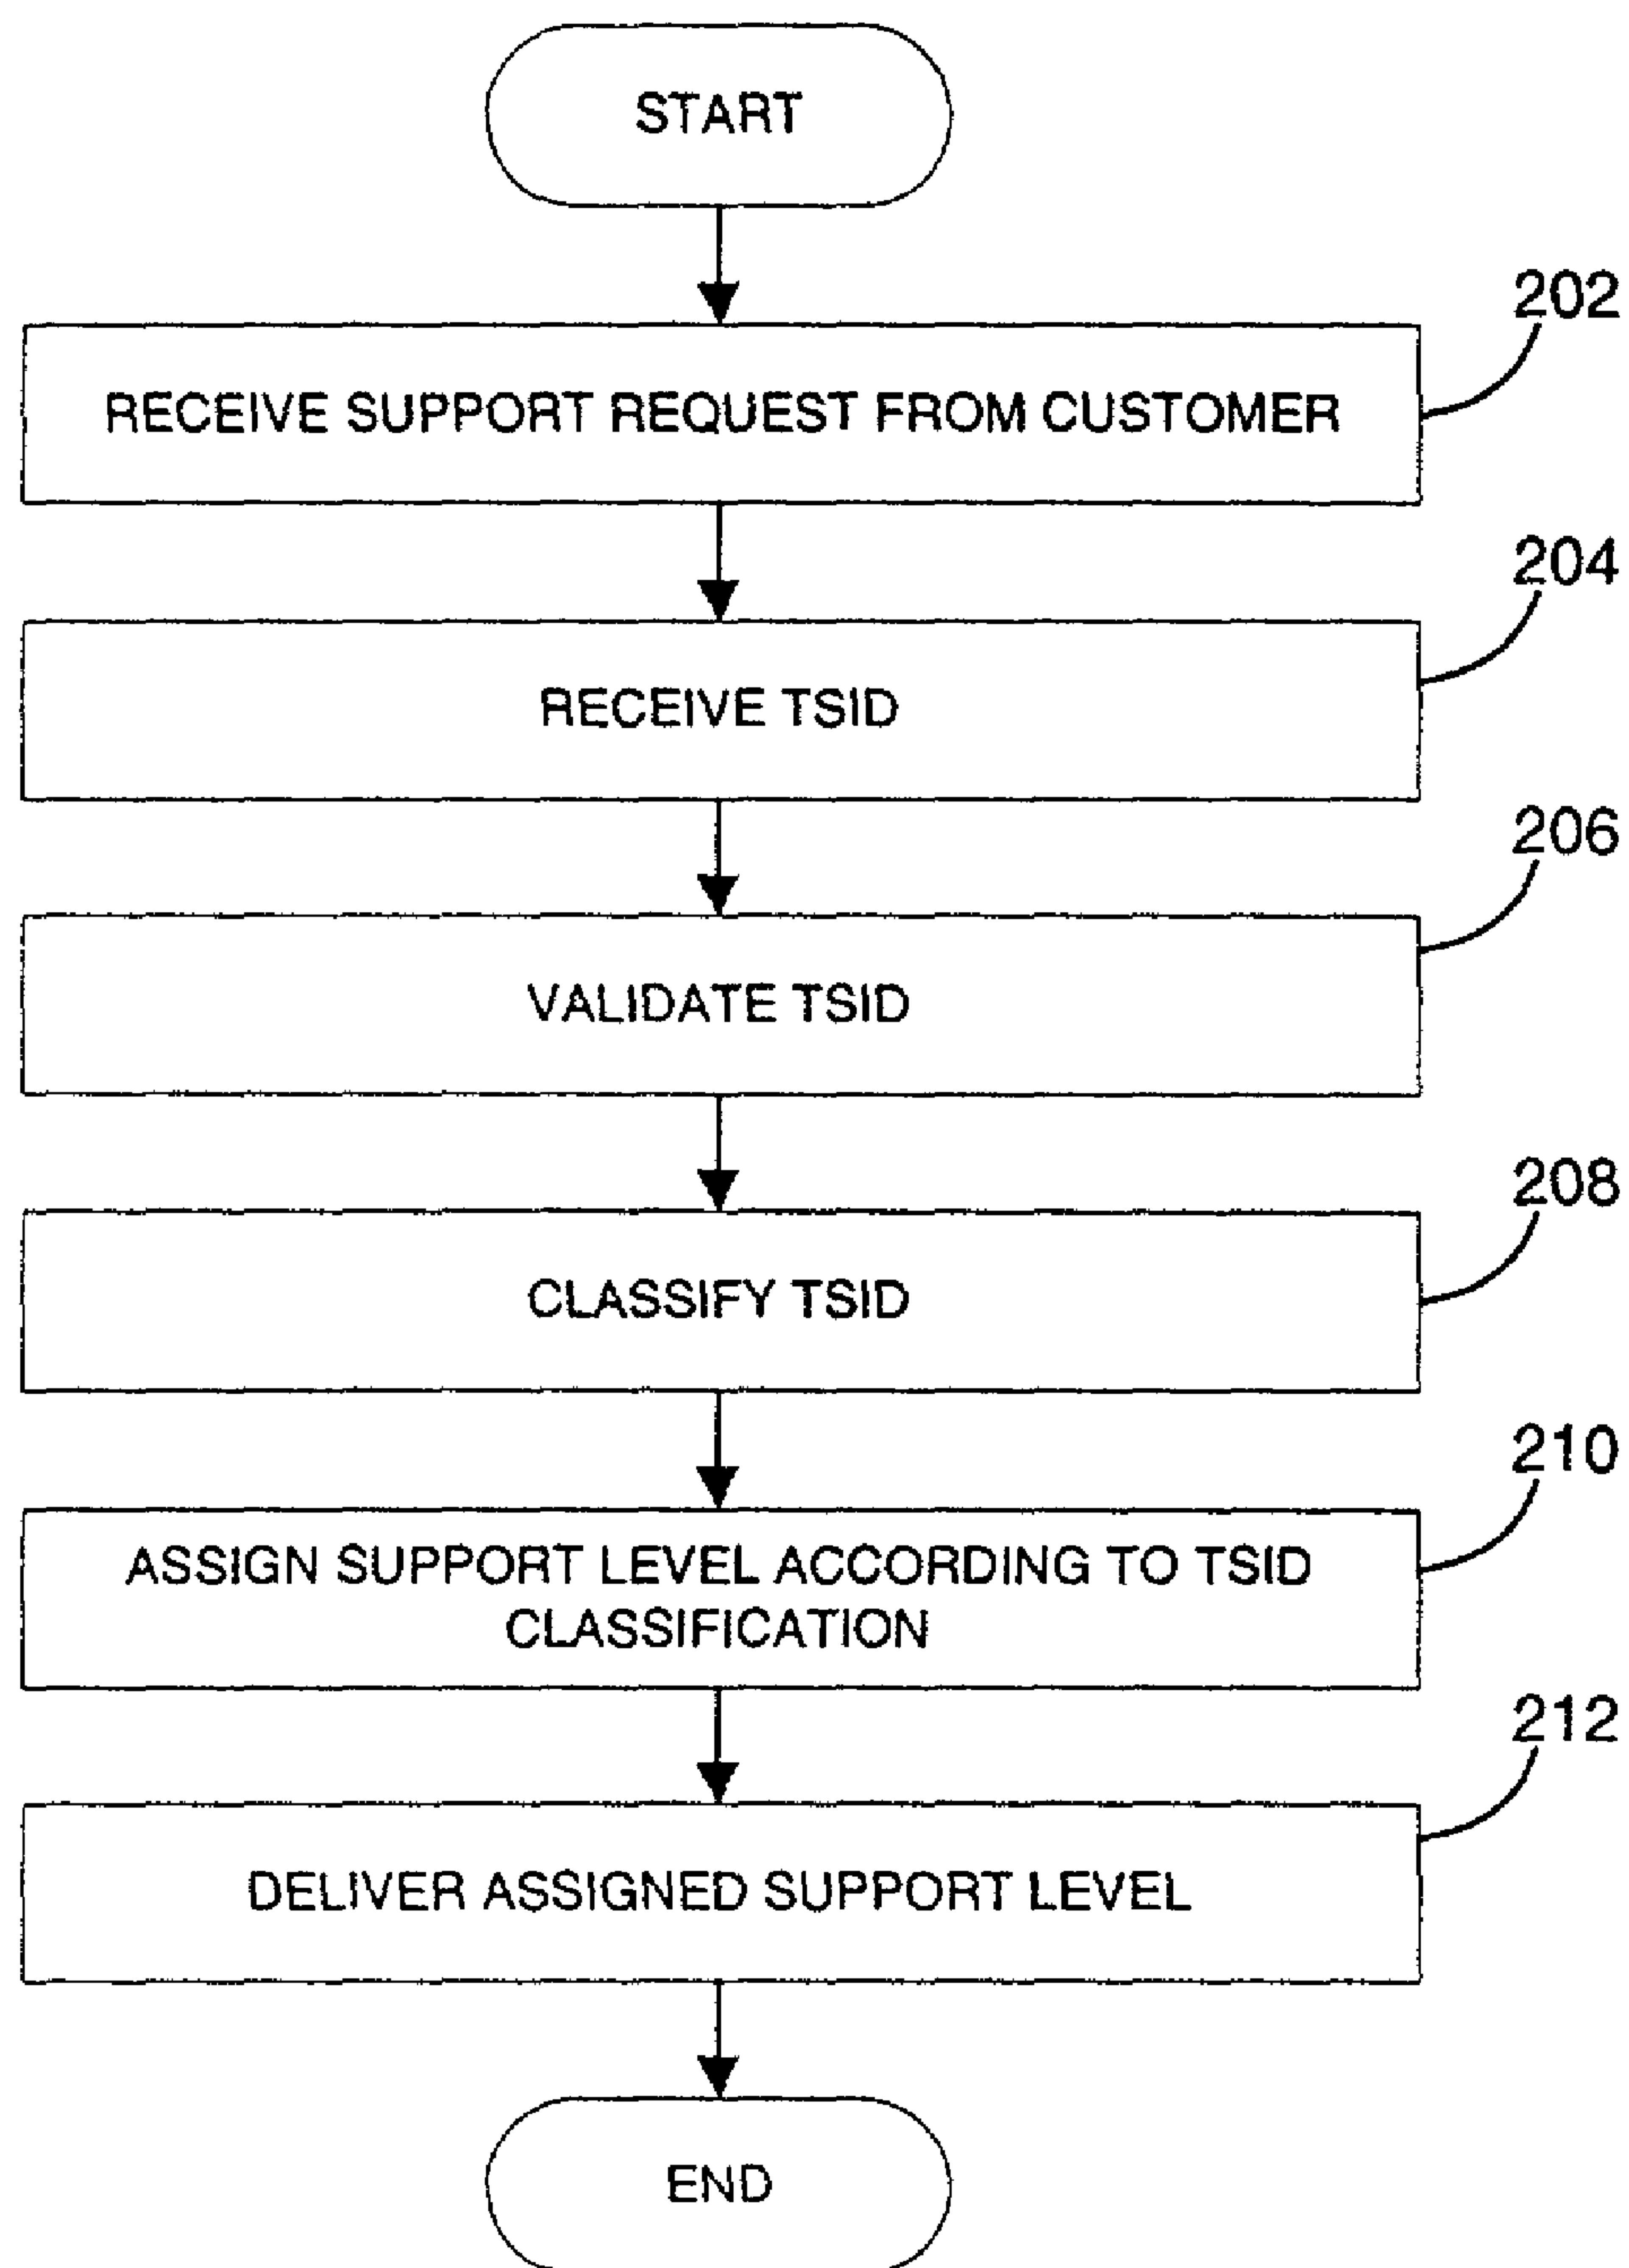 START
202
RECEIVE SUPPORT REQUEST FROM CUSTOMER
204
RECEIVE TSID
206
VALIDATE TSID
208
CLASSIFY TSID
210
ASSIGN SUPPORT LEVEL ACCORDING TO TSID
CLASSIFICATION
212
DELIVER ASSIGNED SUPPORT LEVEL
END